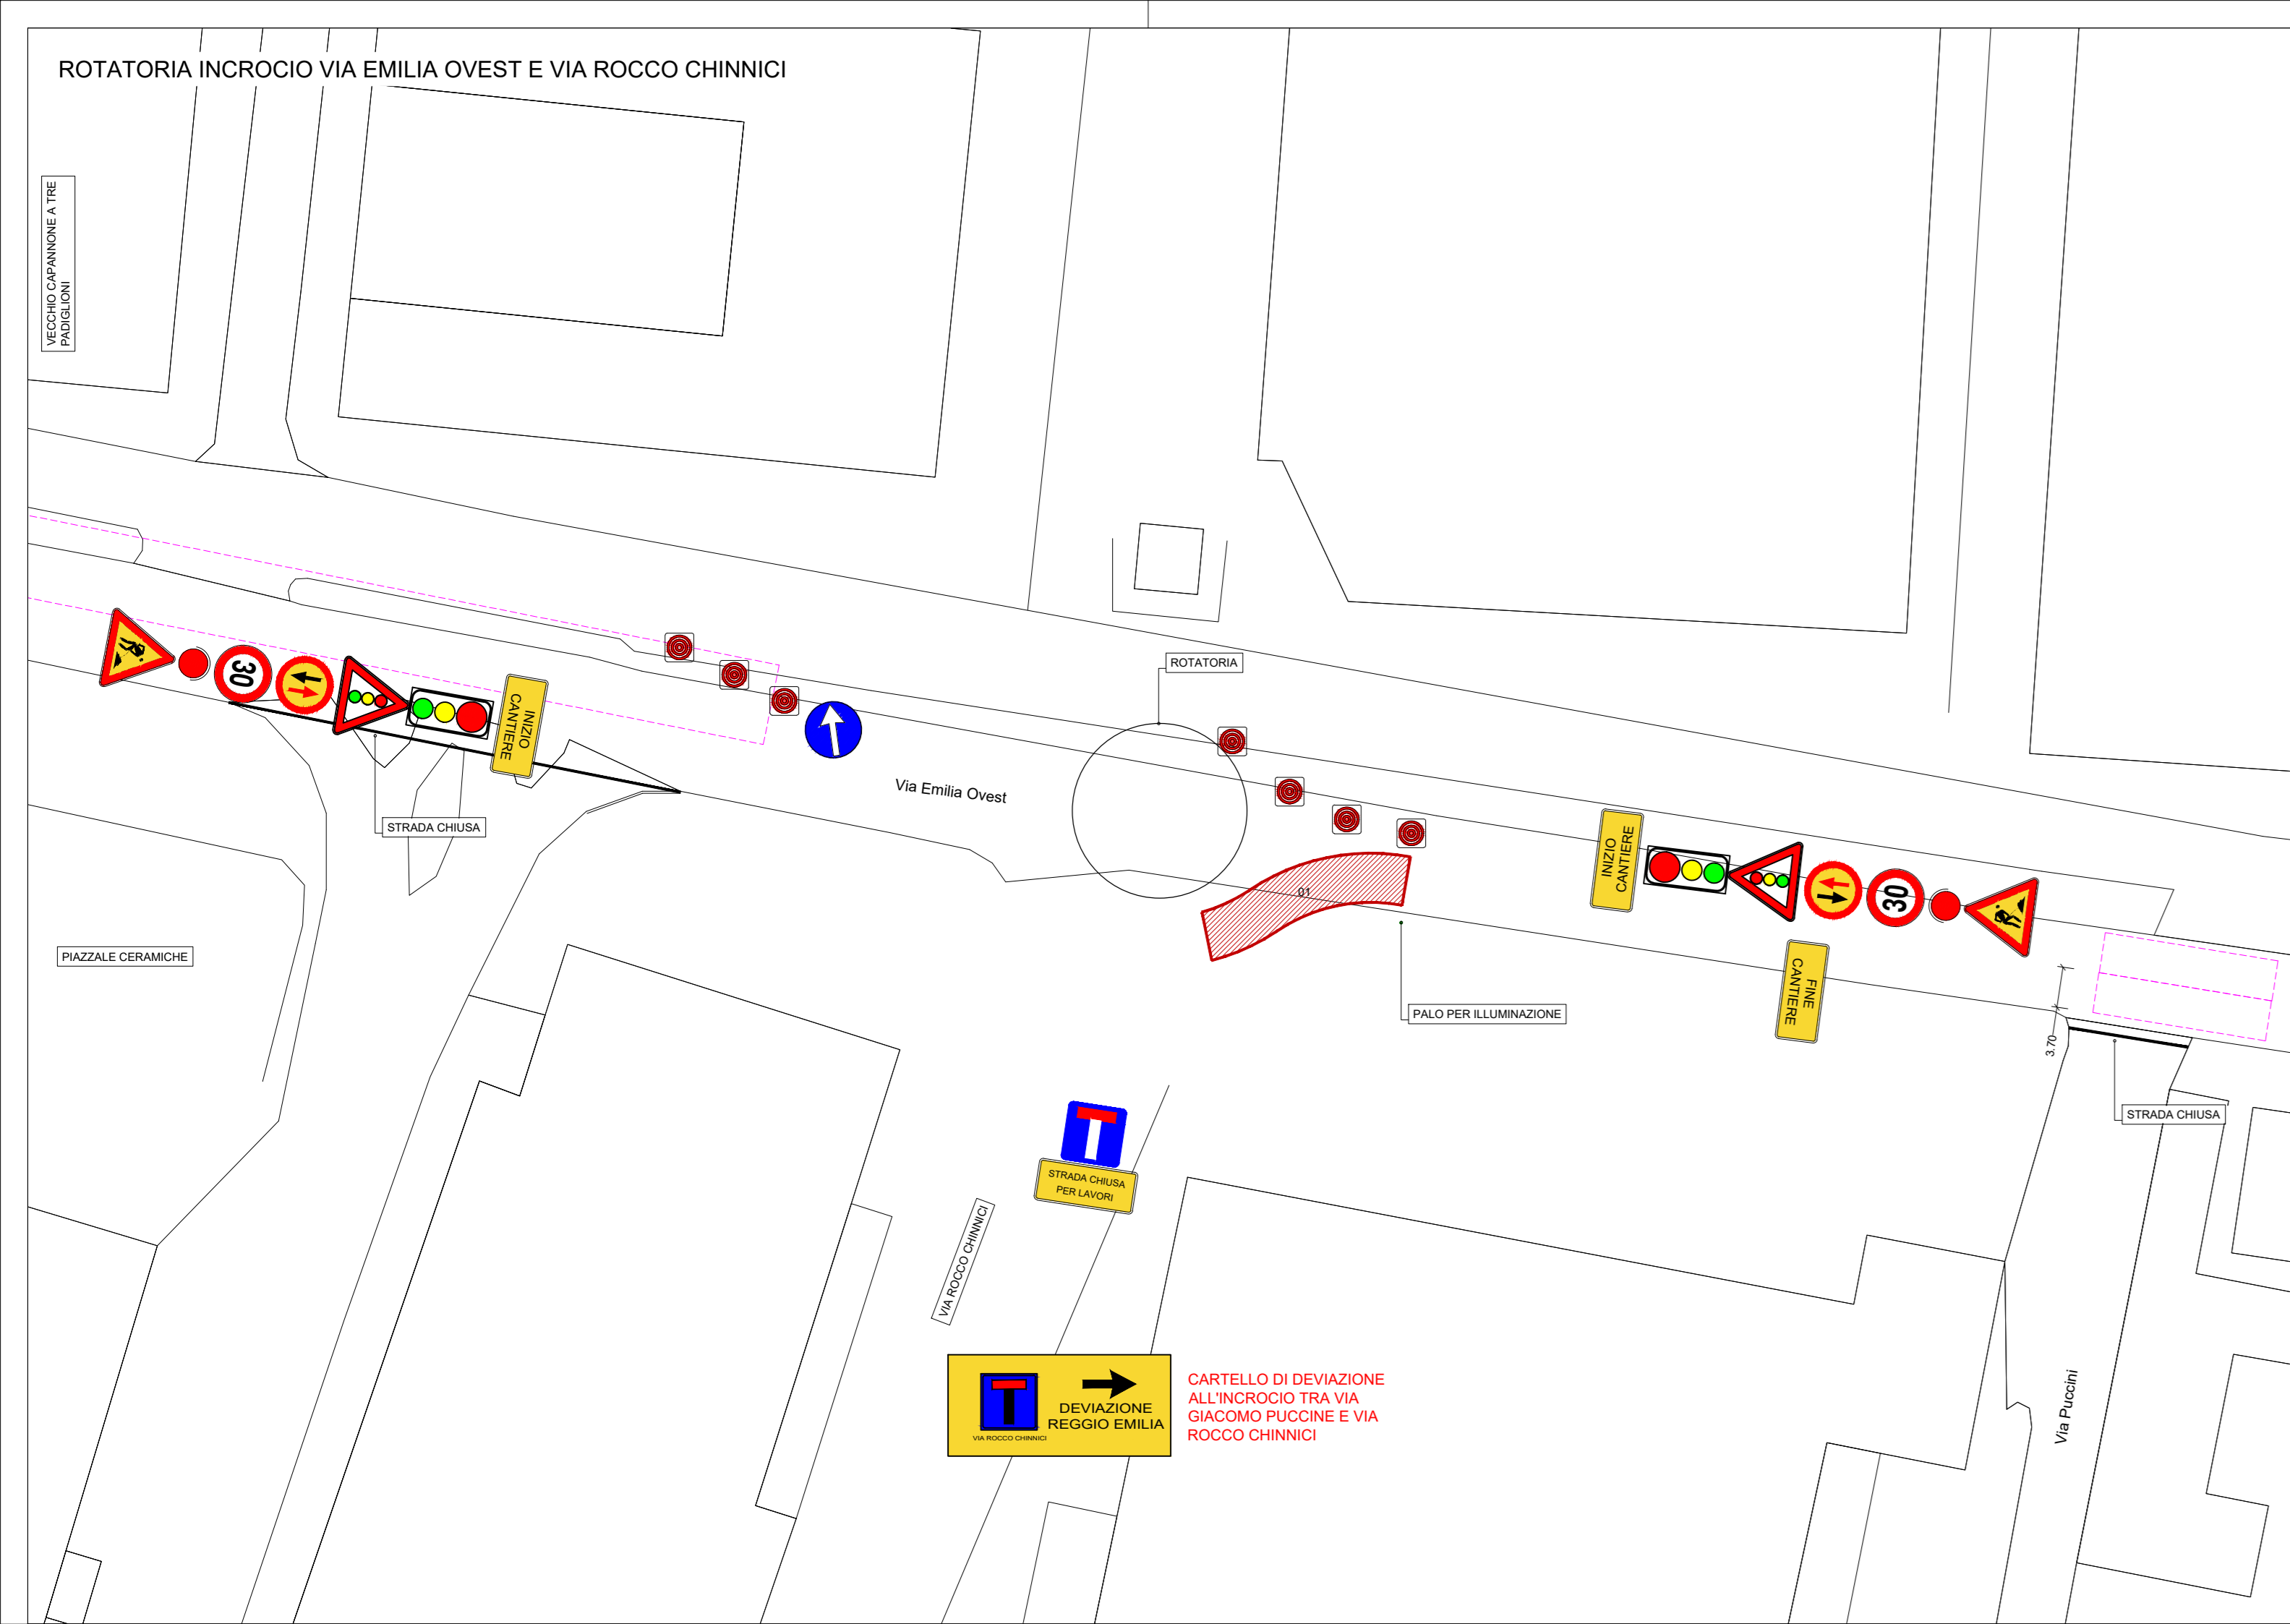 ROTATORIA INCROCIO VIA EMILIA OVEST E VIA ROCCO CHINNICI
VECCHIO CAPANNONE A TRE
PADIGLIONI
30
INIZIO
CANTIERE
STRADA CHIUSA
PIAZZALE CERAMICHE
Via Emilia Ovest
ROTATORIA
01
PALO PER ILLUMINAZIONE
INIZIO
CANTIERE
30
FINE
CANTIERE
3.70
STRADA CHIUSA
STRADA CHIUSA
PER LAVORI
VIA ROCCO CHINNICI
DEVIAZIONE
REGGIO EMILIA
VIA ROCCO CHINNICI
CARTELLO DI DEVIAZIONE
ALL'INCROCIO TRA VIA
GIACOMO PUCCINE E VIA
ROCCO CHINNICI
Via Puccini